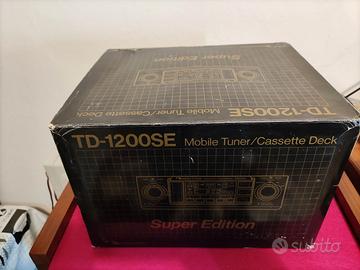 Super Edition
Mobile Tuner/Cassette Deck
TD-1200SE
TD-1200SE Mobile Tuner/Cassette Deck
Super Edition
subito